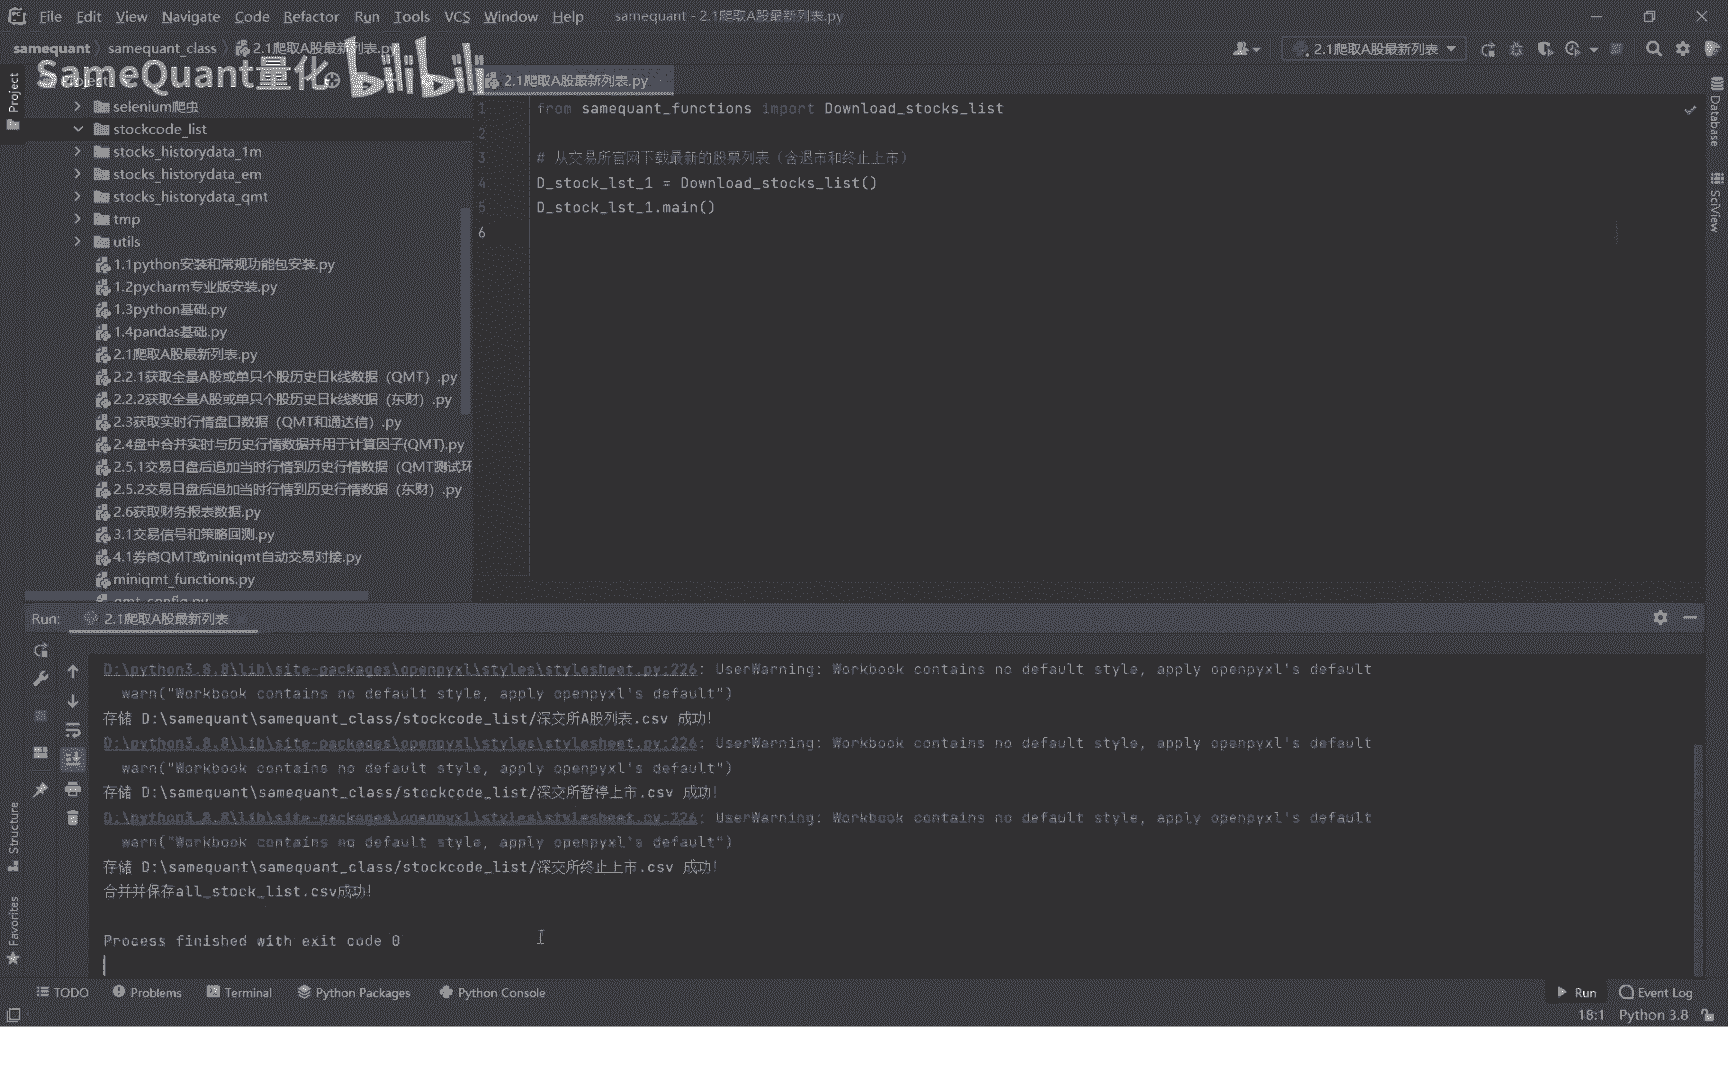 File Edit View Navigate Code Refactor Run Tools VCS Window Help samequant - 2.1爬取A股最新列表.py
samequant samequant_class 2.1爬取A股最新列表.py 2.1爬取A股最新列表
SameQuant量化 bilibili
Project
2.1爬取A股最新列表.py
selenium爬虫
stockcode_list
stocks_historydata_1m
stocks_historydata_em
stocks_historydata_qmt
tmp
utils
1.1python安装和常规功能包安装.py
1.2pycharm专业版安装.py
1.3python基础.py
1.4pandas基础.py
2.1爬取A股最新列表.py
2.2.1获取全量A股或单只个股历史日k线数据（QMT）.py
2.2.2获取全量A股或单只个股历史日k线数据（东财）.py
2.3获取实时行情盘口数据（QMT和通达信）.py
2.4盘中合并实时与历史行情数据并用于计算因子(QMT).py
2.5.1交易日盘后追加当时行情到历史行情数据（QMT测试环
2.5.2交易日盘后追加当时行情到历史行情数据（东财）.py
2.6获取财务报表数据.py
3.1交易信号和策略回测.py
4.1券商QMT或miniqmt自动交易对接.py
miniqmt_functions.py
qmt_config.py
1 from samequant_functions import Download_stocks_list
2
3 # 从交易所官网下载最新的股票列表（含退市和终止上市）
4 D_stock_lst_1 = Download_stocks_list()
5 D_stock_lst_1.main()
6
Database
SciView
Run: 2.1爬取A股最新列表
D:\python3.8.8\lib\site-packages\openpyxl\styles\stylesheet.py:226: UserWarning: Workbook contains no default style, apply openpyxl's default
warn("Workbook contains no default style, apply openpyxl's default")
存储 D:\samequant\samequant_class/stockcode_list/深交所A股列表.csv 成功!
D:\python3.8.8\lib\site-packages\openpyxl\styles\stylesheet.py:226: UserWarning: Workbook contains no default style, apply openpyxl's default
warn("Workbook contains no default style, apply openpyxl's default")
存储 D:\samequant\samequant_class/stockcode_list/深交所暂停上市.csv 成功!
D:\python3.8.8\lib\site-packages\openpyxl\styles\stylesheet.py:226: UserWarning: Workbook contains no default style, apply openpyxl's default
warn("Workbook contains no default style, apply openpyxl's default")
存储 D:\samequant\samequant_class/stockcode_list/深交所终止上市.csv 成功!
合并并保存all_stock_list.csv成功!
Process finished with exit code 0
Structure
Favorites
TODO Problems Terminal Python Packages Python Console Run Event Log
18:1 Python 3.8